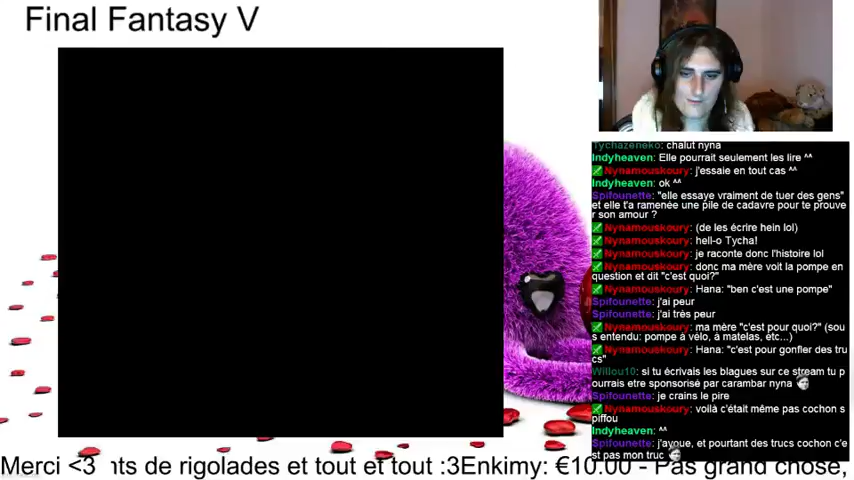 Final Fantasy V
Tychazeneko: chalut nyna
Indyheaven: Elle pourrait seulement les lire ^^
Nynamouskoury: j'essaie en tout cas ^^
Indyheaven: ok ^^
Spifounette: "elle essaye vraiment de tuer des gens"
et elle t'a ramenée une pile de cadavre pour te prouve
r son amour ?
Nynamouskoury: (de les écrire hein lol)
Nynamouskoury: hell-o Tycha!
Nynamouskoury: je raconte donc l'histoire lol
Nynamouskoury: donc ma mère voit la pompe en
question et dit "c'est quoi?"
Nynamouskoury: Hana: "ben c'est une pompe"
Spifounette: j'ai peur
Spifounette: j'ai très peur
Nynamouskoury: ma mère "c'est pour quoi?" (sou
s entendu: pompe à vélo, à matelas, etc...)
Nynamouskoury: Hana: "c'est pour gonfler des tru
cs"
Willou10: si tu écrivais les blagues sur ce stream tu p
ourrais etre sponsorisé par carambar nyna
Spifounette: je crains le pire
Nynamouskoury: voilà c'était même pas cochon s
piffou
Indyheaven: ^^
Spifounette: j'avoue, et pourtant des trucs cochon c'e
st pas mon truc
Merci <3 nts de rigolades et tout et tout :3Enkimy: €10.00 - Pas grand chose,